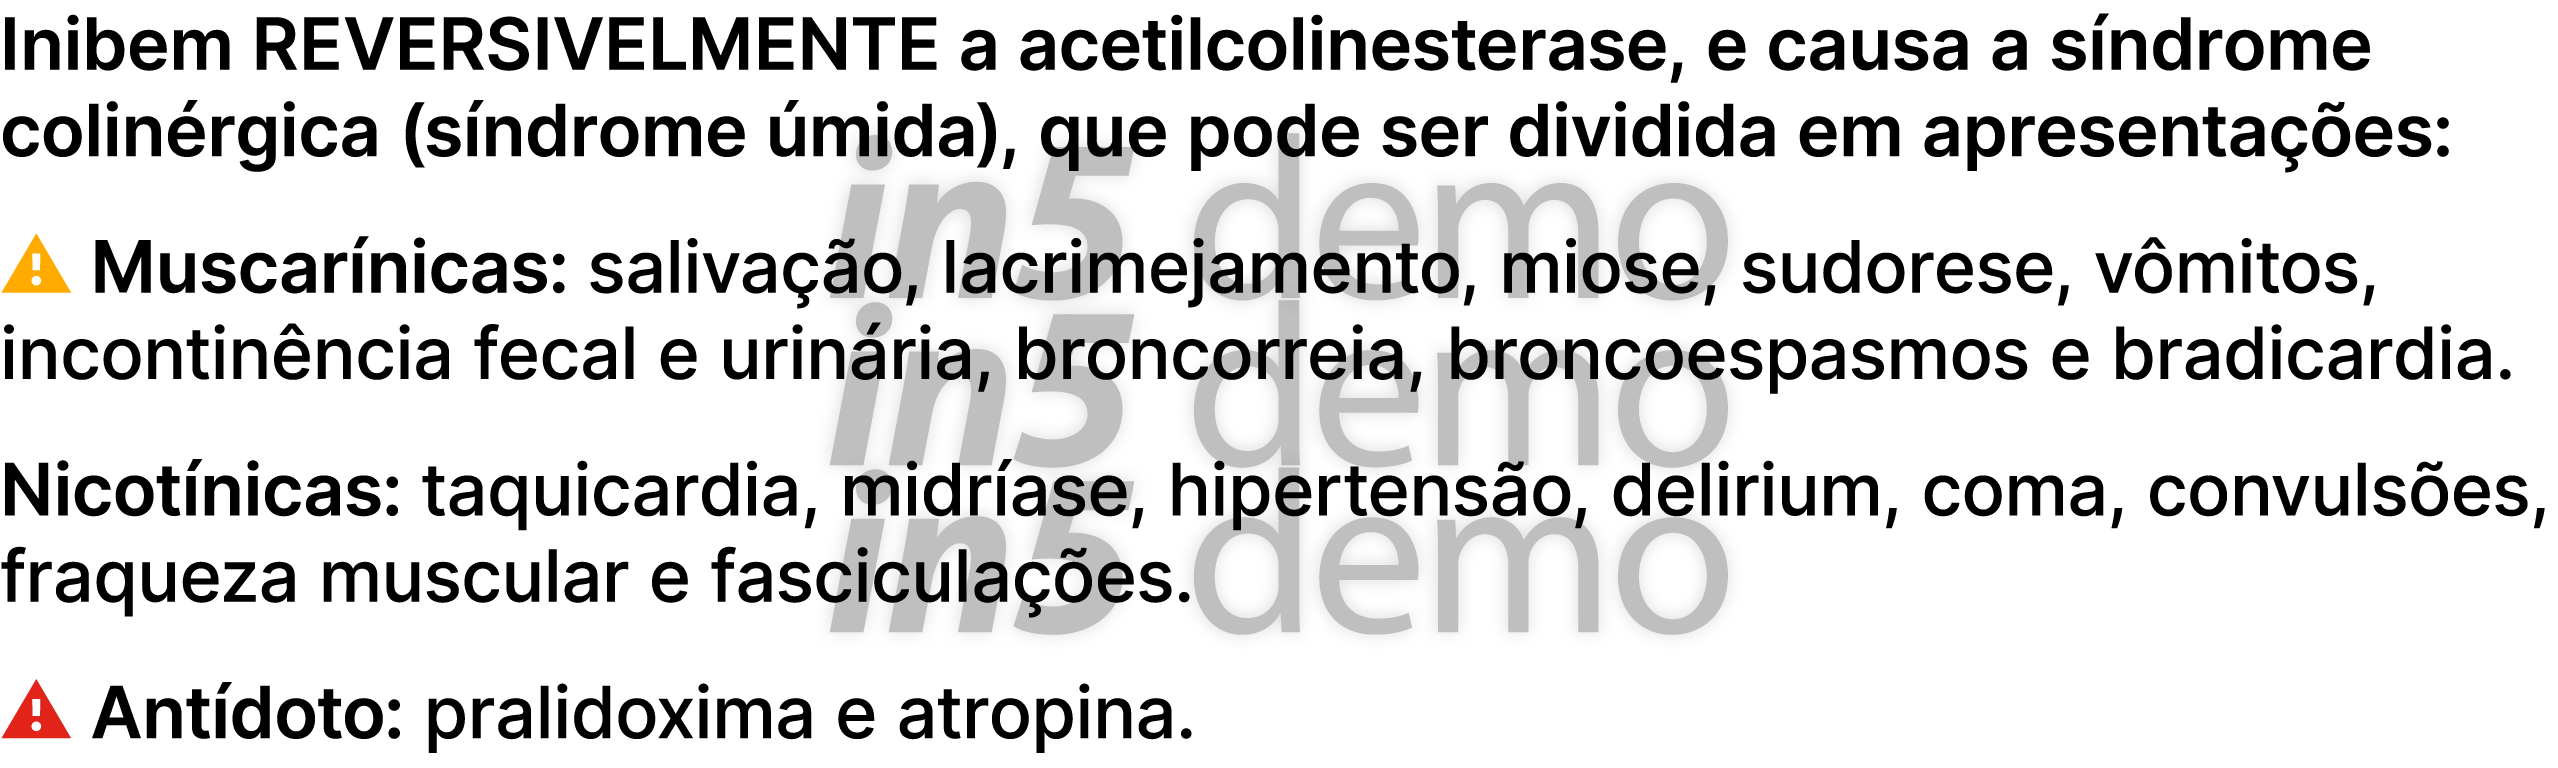 Inibem REVERSIVELMENTE a acetilcolinesterase, e causa a síndrome
colinérgica (síndrome úmida), que pode ser dividida em apresentações:
Muscarínicas: salivação, lacrimejamento, miose, sudorese, vômitos,
incontinência fecal e urinária, broncorreia, broncoespasmos e bradicardia.
Nicotínicas: taquicardia, midríase, hipertensão, delirium, coma, convulsões,
fraqueza muscular e fasciculações.
Antídoto: pralidoxima e atropina.
in5 demo
in5 demo
in5 demo